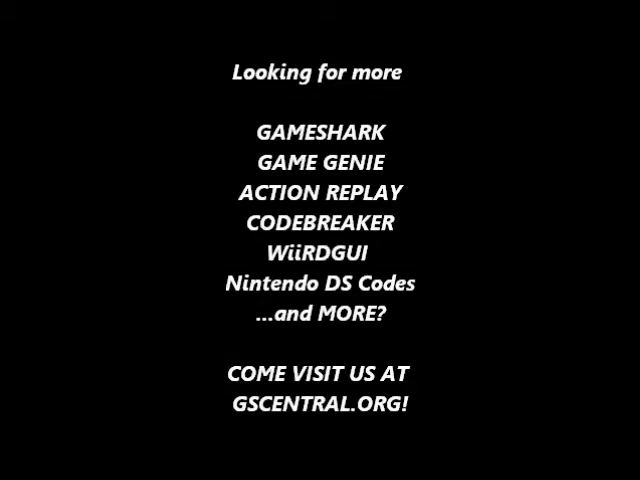 Looking for more
GAMESHARK
GAME GENIE
ACTION REPLAY
CODEBREAKER
WiiRDGUI
Nintendo DS Codes
...and MORE?
COME VISIT US AT
GSCENTRAL.ORG!